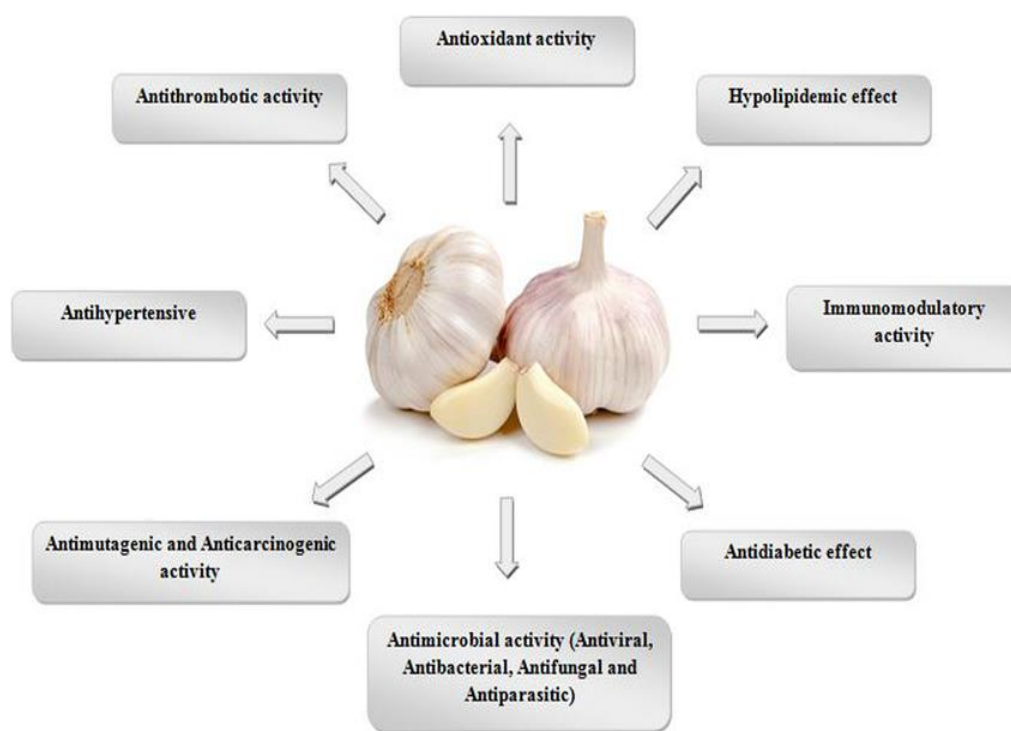 Antioxidant activity
Antithrombotic activity
Hypolipidemic effect
Antihypertensive
Immunomodulatory
activity
Antimutagenic and Anticarcinogenic
activity
Antidiabetic effect
Antimicrobial activity (Antiviral,
Antibacterial, Antifungal and
Antiparasitic)